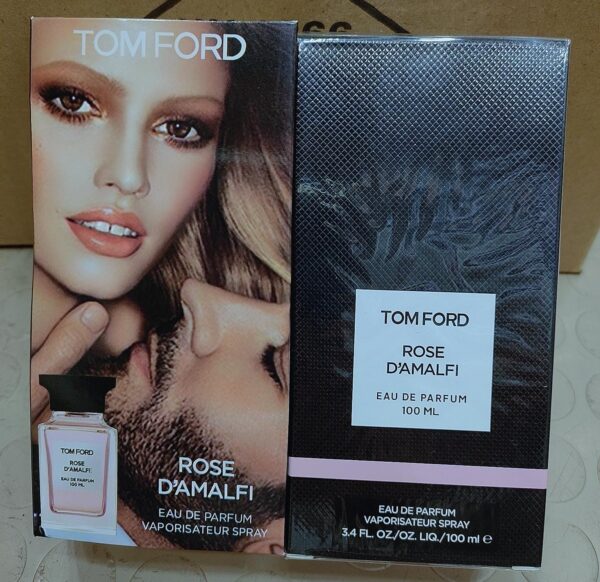 TOM FORD
TOM FORD
ROSE
D'AMALFI
EAU DE PARFUM
100 ML
ROSE
D'AMALFI
EAU DE PARFUM
VAPORISATEUR SPRAY
TOM FORD
ROSE
D'AMALFI
EAU DE PARFUM
100 ML
EAU DE PARFUM
VAPORISATEUR SPRAY
3.4 FL. OZ./OZ. LIQ./100 ml e